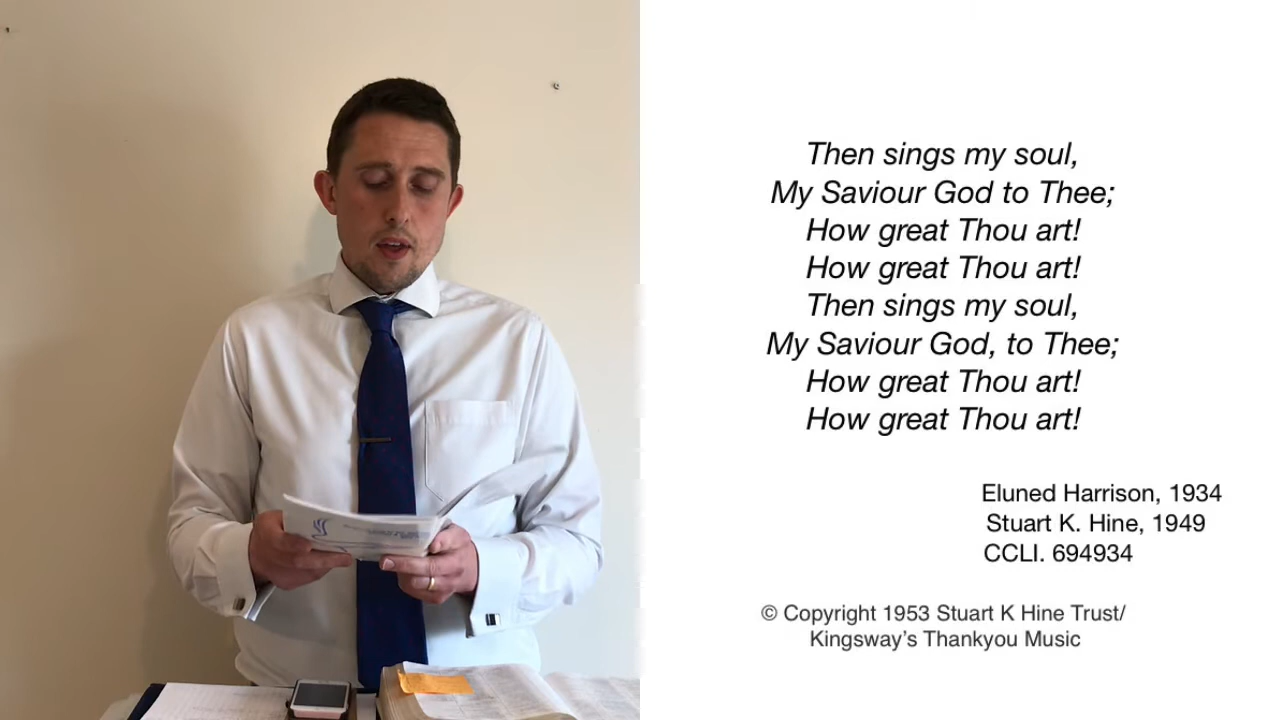 Then sings my soul,
My Saviour God to Thee;
How great Thou art!
How great Thou art!
Then sings my soul,
My Saviour God, to Thee;
How great Thou art!
How great Thou art!
Eluned Harrison, 1934
Stuart K. Hine, 1949
CCLI. 694934
© Copyright 1953 Stuart K Hine Trust/
Kingsway’s Thankyou Music